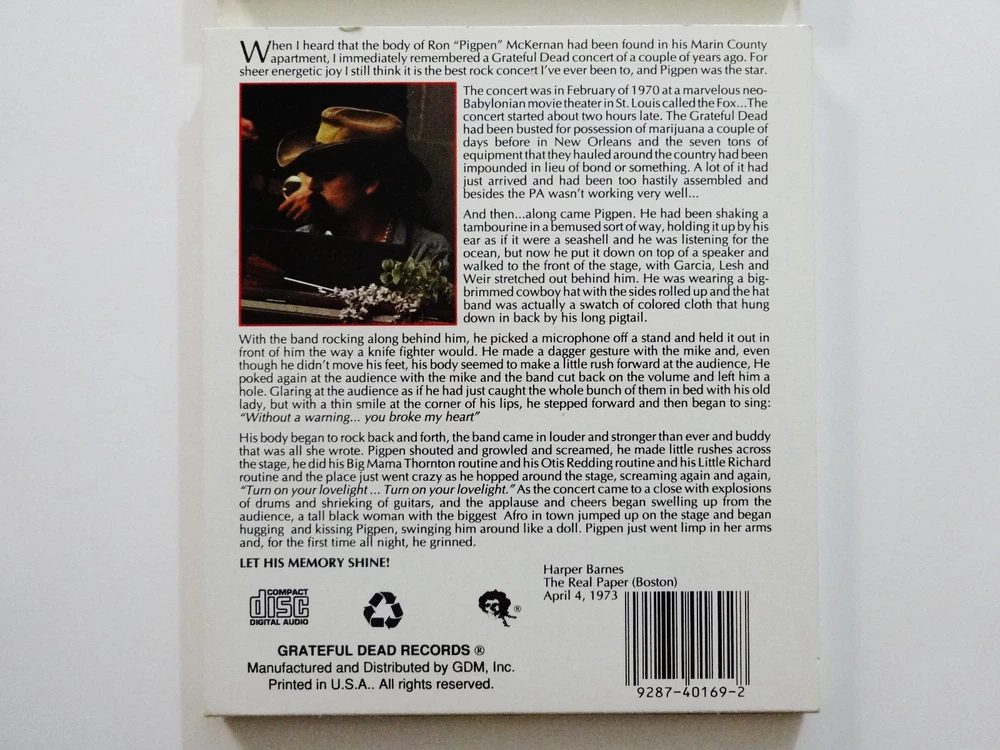 When I heard that the body of Ron “Pigpen” McKernan had been found in his Marin County
apartment, I immediately remembered a Grateful Dead concert of a couple of years ago. For
sheer energetic joy I still think it is the best rock concert I’ve ever been to, and Pigpen was the star.
The concert was in February of 1970 at a marvelous neo-
Babylonian movie theater in St. Louis called the Fox...The
concert started about two hours late. The Grateful Dead
had been busted for possession of marijuana a couple of
days before in New Orleans and the seven tons of
equipment that they hauled around the country had been
impounded in lieu of bond or something. A lot of it had
just arrived and had been too hastily assembled and
besides the PA wasn’t working very well...
And then...along came Pigpen. He had been shaking a
tambourine in a bemused sort of way, holding it up by his
ear as if it were a seashell and he was listening for the
ocean, but now he put it down on top of a speaker and
walked to the front of the stage, with Garcia, Lesh and
Weir stretched out behind him. He was wearing a big-
brimmed cowboy hat with the sides rolled up and the hat
band was actually a swatch of colored cloth that hung
down in back by his long pigtail.
With the band rocking along behind him, he picked a microphone off a stand and held it out in
front of him the way a knife fighter would. He made a dagger gesture with the mike and, even
though he didn’t move his feet, his body seemed to make a little rush forward at the audience, He
poked again at the audience with the mike and the band cut back on the volume and left him a
hole. Glaring at the audience as if he had just caught the whole bunch of them in bed with his old
lady, but with a thin smile at the corner of his lips, he stepped forward and then began to sing:
“Without a warning... you broke my heart”
His body began to rock back and forth, the band came in louder and stronger than ever and buddy
that was all she wrote. Pigpen shouted and growled and screamed, he made little rushes across
the stage, he did his Big Mama Thornton routine and his Otis Redding routine and his Little Richard
routine and the place just went crazy as he hopped around the stage, screaming again and again,
“Turn on your lovelight ... Turn on your lovelight.” As the concert came to a close with explosions
of drums and shrieking of guitars, and the applause and cheers began swelling up from the
audience, a tall black woman with the biggest Afro in town jumped up on the stage and began
hugging and kissing Pigpen, swinging him around like a doll. Pigpen just went limp in her arms
and, for the first time all night, he grinned.
LET HIS MEMORY SHINE!
Harper Barnes
The Real Paper (Boston)
April 4, 1973
COMPACT
disc
DIGITAL AUDIO
®
GRATEFUL DEAD RECORDS ®
Manufactured and Distributed by GDM, Inc.
Printed in U.S.A.. All rights reserved.
9287-40169-2